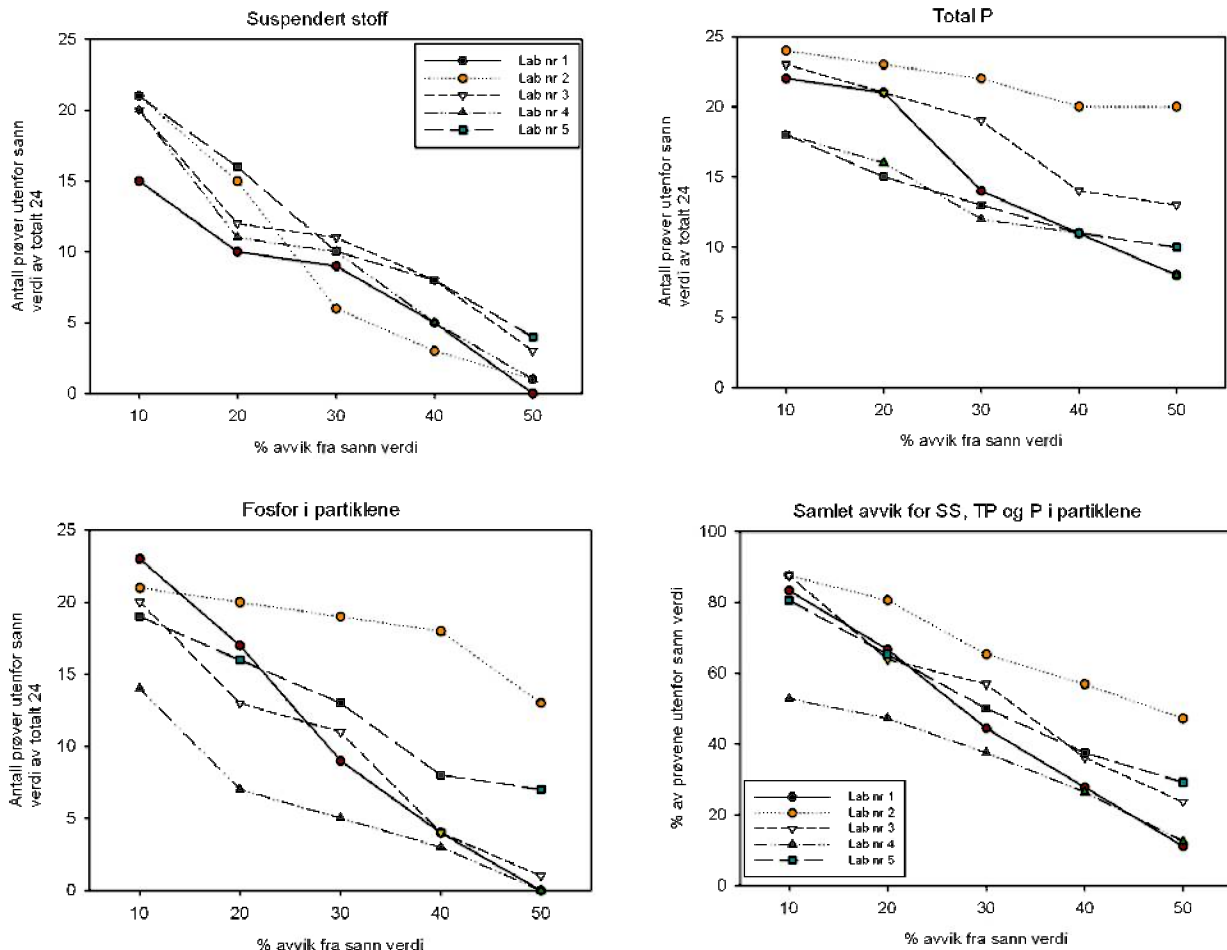 Suspendert stoff
25
20
15
10
5
0
Antall prøver utenfor sann
verdi av totalt 24
Lab nr 1
Lab nr 2
Lab nr 3
Lab nr 4
Lab nr 5
10 20 30 40 50
% avvik fra sann verdi
Total P
25
20
15
10
5
0
Antall prøver utenfor sann
verdi av totalt 24
10 20 30 40 50
% avvik fra sann verdi
Fosfor i partiklene
25
20
15
10
5
0
Antall prøver utenfor sann
verdi av totalt 24
10 20 30 40 50
% avvik fra sann verdi
Samlet avvik for SS, TP og P i partiklene
100
80
60
40
20
0
% av prøvene utenfor sann verdi
Lab nr 1
Lab nr 2
Lab nr 3
Lab nr 4
Lab nr 5
10 20 30 40 50
% avvik fra sann verdi